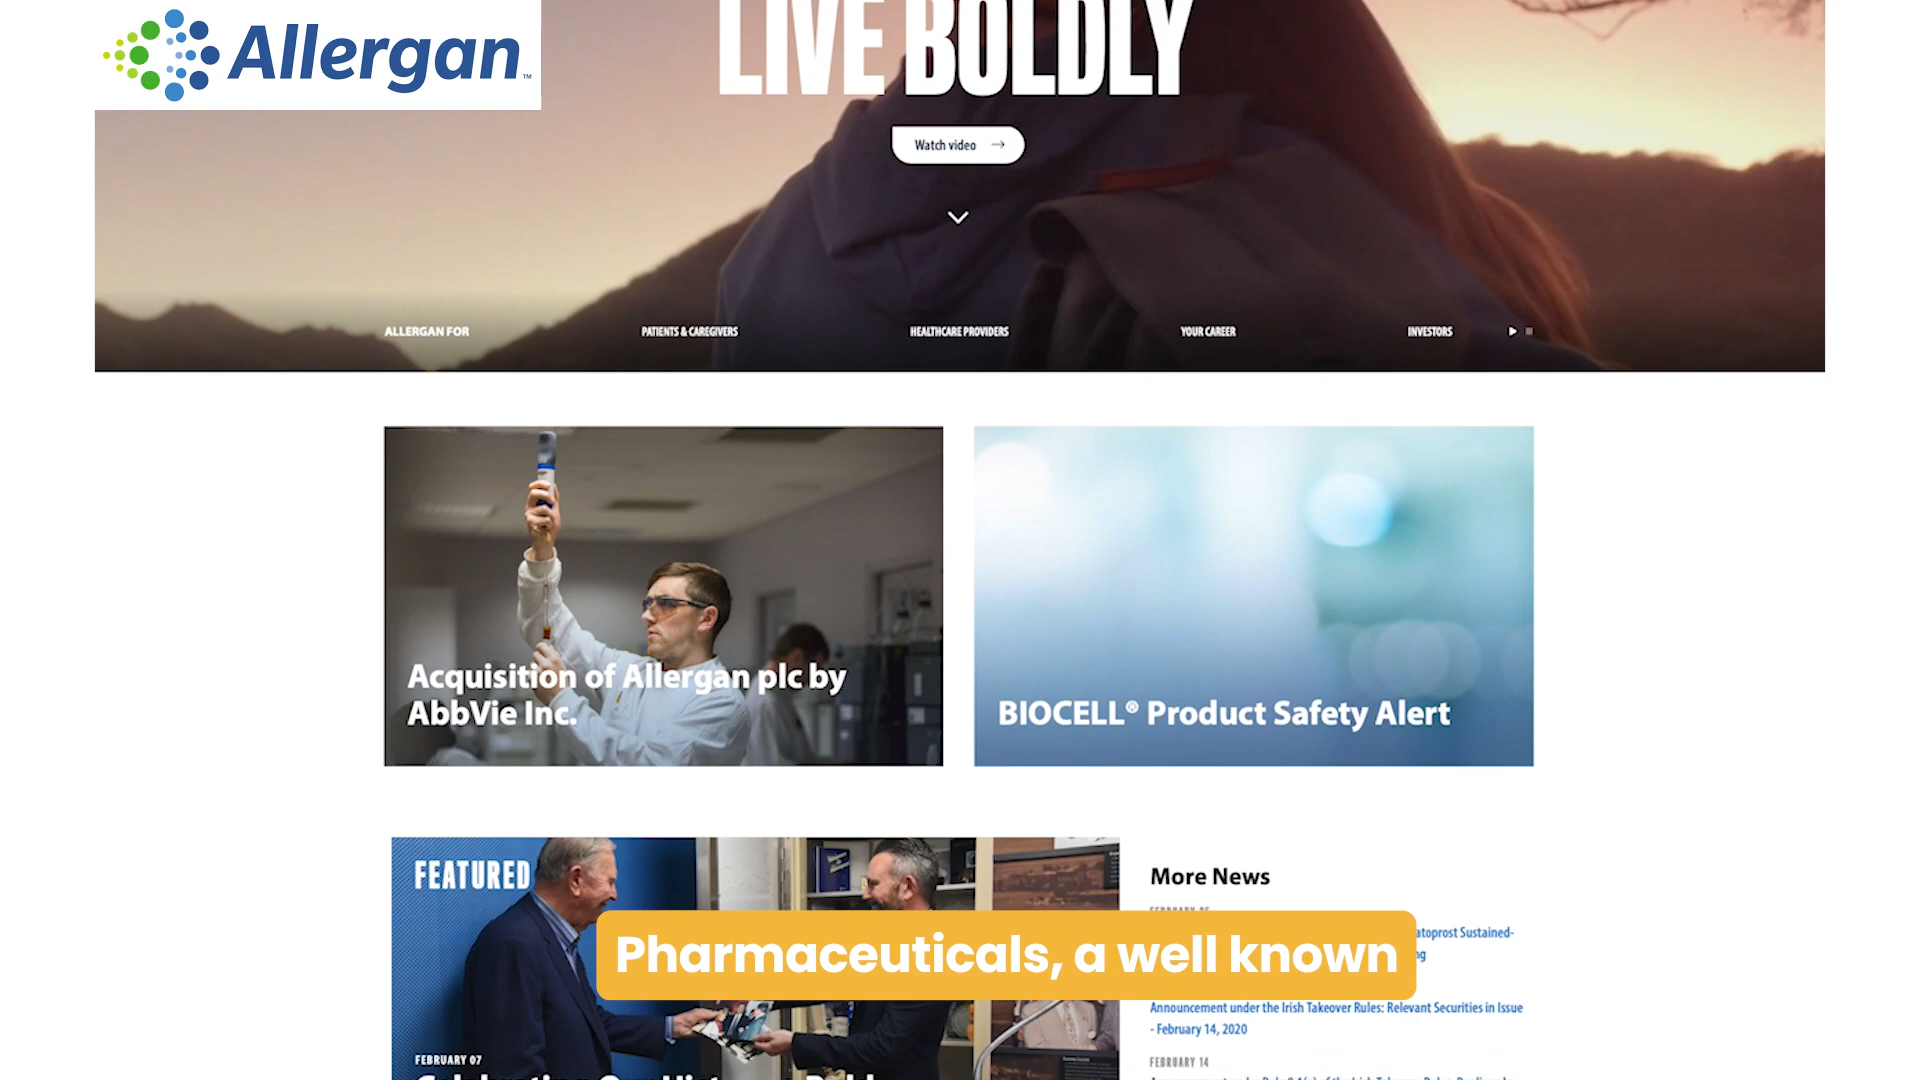 Allergan™
LIVE BOLDLY
Watch video
ALLERGAN FOR
PATIENTS & CAREGIVERS
HEALTHCARE PROVIDERS
YOUR CAREER
INVESTORS
Acquisition of Allergan plc by
AbbVie Inc.
BIOCELL® Product Safety Alert
FEATURED
FEBRUARY 07
More News
atoprost Sustained-
ng
Announcement under the Irish Takeover Rules: Relevant Securities in Issue
- February 14, 2020
FEBRUARY 14
Pharmaceuticals, a well known